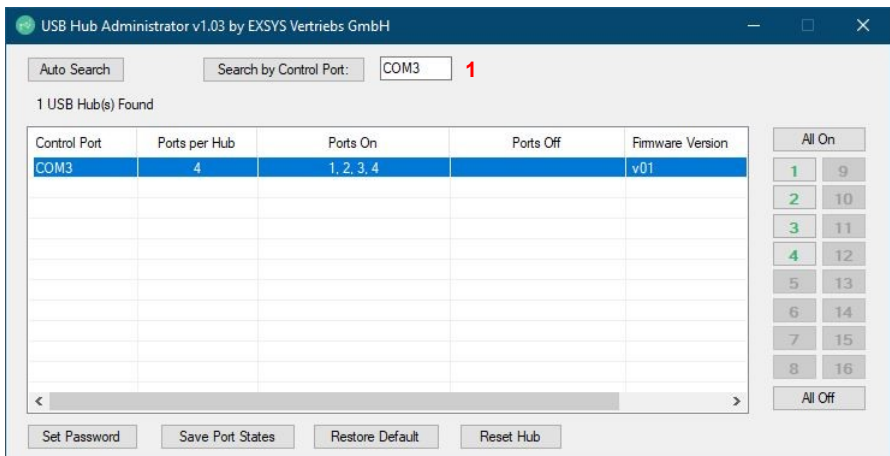 USB Hub Administrator v1.03 by EXSYS Vertriebs GmbH
Auto Search Search by Control Port: COM3 1
1 USB Hub(s) Found
Control Port Ports per Hub Ports On Ports Off Firmware Version
COM3 4 1, 2, 3, 4 v01
All On
1 9
2 10
3 11
4 12
5 13
6 14
7 15
8 16
All Off
Set Password Save Port States Restore Default Reset Hub